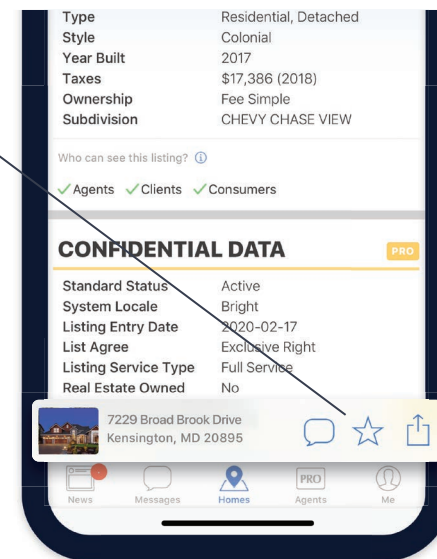 Type Residential, Detached
Style Colonial
Year Built 2017
Taxes $17,386 (2018)
Ownership Fee Simple
Subdivision CHEVY CHASE VIEW
Who can see this listing? ⓘ
✓ Agents ✓ Clients ✓ Consumers
CONFIDENTIAL DATA PRO
Standard Status Active
System Locale Bright
Listing Entry Date 2020-02-17
List Agree Exclusive Right
Listing Service Type Full Service
Real Estate Owned No
7229 Broad Brook Drive
Kensington, MD 20895
PRO
News Messages Homes Agents Me